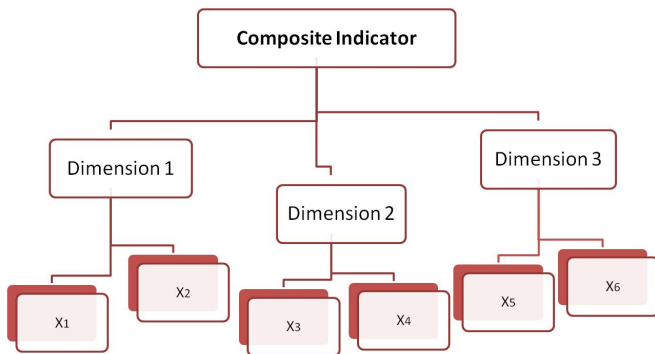 Composite Indicator
Dimension 1
Dimension 2
Dimension 3
X1
X2
X3
X4
X5
X6